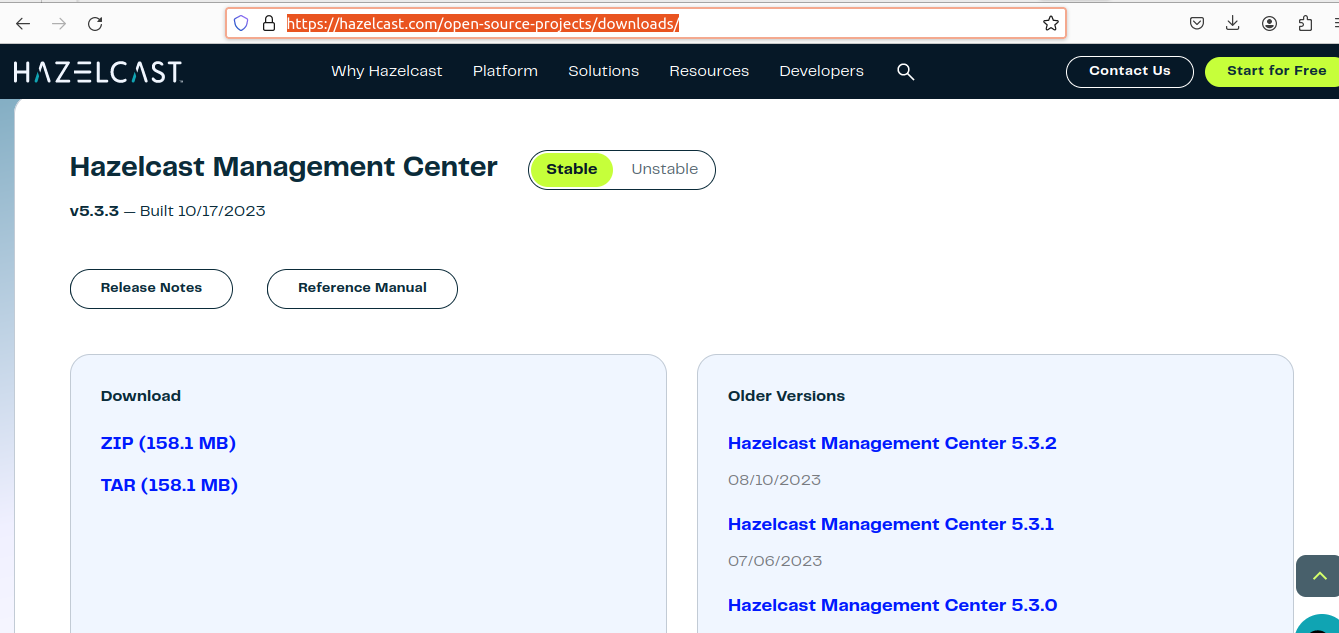 https://hazelcast.com/open-source-projects/downloads/
HAZELCAST
Why Hazelcast Platform Solutions Resources Developers Contact Us Start for Free
Hazelcast Management Center Stable Unstable
v5.3.3 — Built 10/17/2023
Release Notes Reference Manual
Download
ZIP (158.1 MB)
TAR (158.1 MB)
Older Versions
Hazelcast Management Center 5.3.2
08/10/2023
Hazelcast Management Center 5.3.1
07/06/2023
Hazelcast Management Center 5.3.0